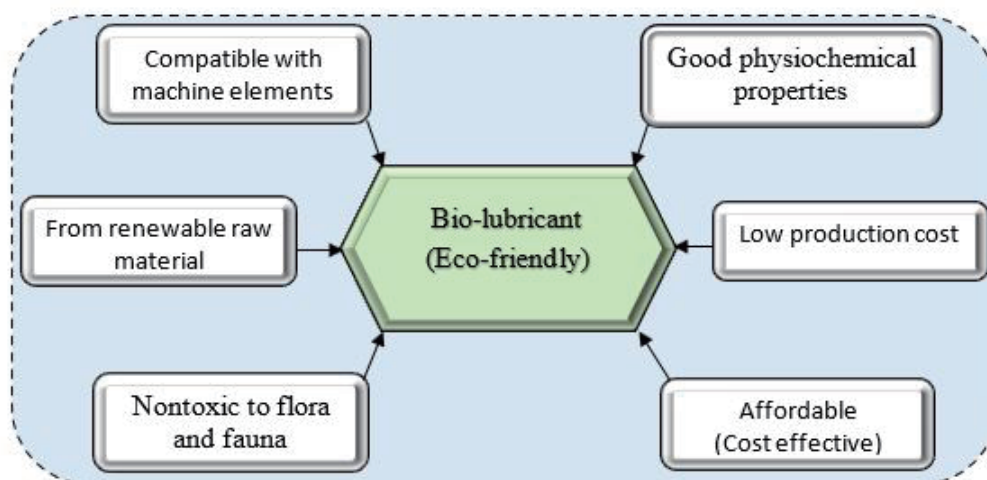 Compatible with
machine elements
Good physiochemical
properties
From renewable raw
material
Bio-lubricant
(Eco-friendly)
Low production cost
Nontoxic to flora
and fauna
Affordable
(Cost effective)